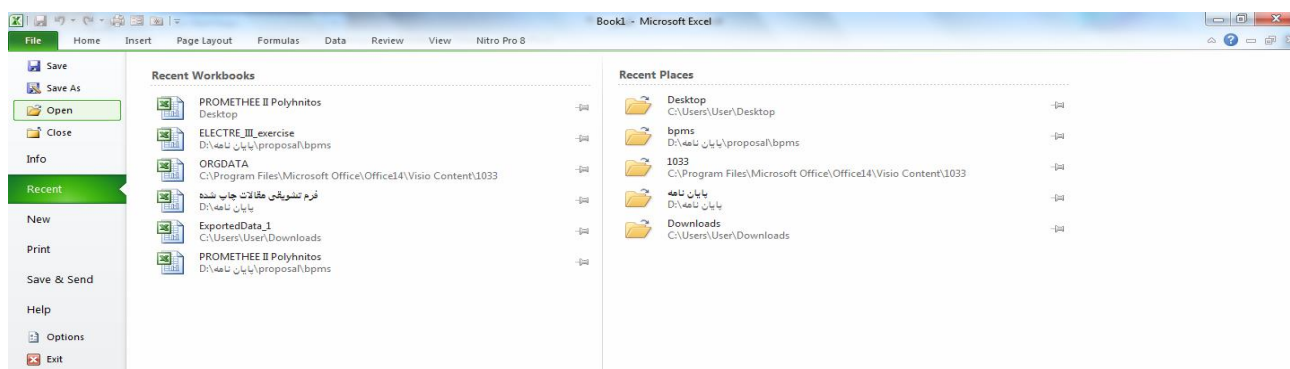 Book1 - Microsoft Excel
File Home Insert Page Layout Formulas Data Review View Nitro Pro 8
Save
Save As
Open
Close
Info
Recent
New
Print
Save & Send
Help
Options
Exit
Recent Workbooks
PROMETHEE II Polyhnitos
Desktop
ELECTRE_III_exercise
D:\پایان نامه\proposal\bpms
ORGDATA
C:\Program Files\Microsoft Office\Office14\Visio Content\1033
فرم تشویقی مقالات چاپ شده
D:\پایان نامه
ExportedData_1
C:\Users\User\Downloads
PROMETHEE II Polyhnitos
D:\پایان نامه\proposal\bpms
Recent Places
Desktop
C:\Users\User\Desktop
bpms
D:\پایان نامه\proposal\bpms
1033
C:\Program Files\Microsoft Office\Office14\Visio Content\1033
پایان نامه
D:\پایان نامه
Downloads
C:\Users\User\Downloads